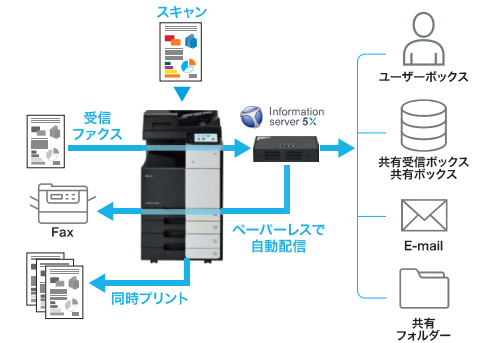 スキャン
受信
ファックス
Information
server 5X
ユーザーボックス
共有受信ボックス
共有ボックス
Fax
ペーパーレスで
自動配信
E-mail
同時プリント
共有
フォルダー